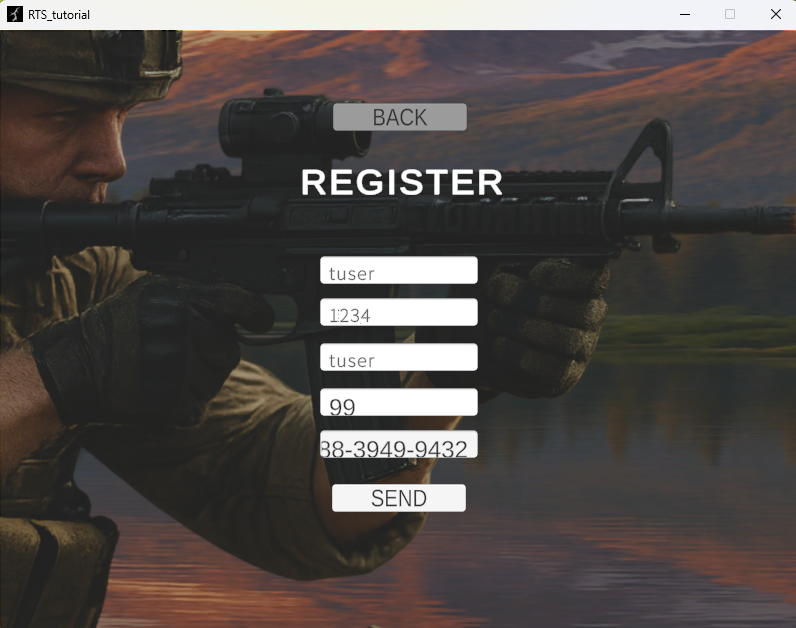 RTS_tutorial
BACK
REGISTER
tuser
1234
tuser
99
38-3949-9432
SEND